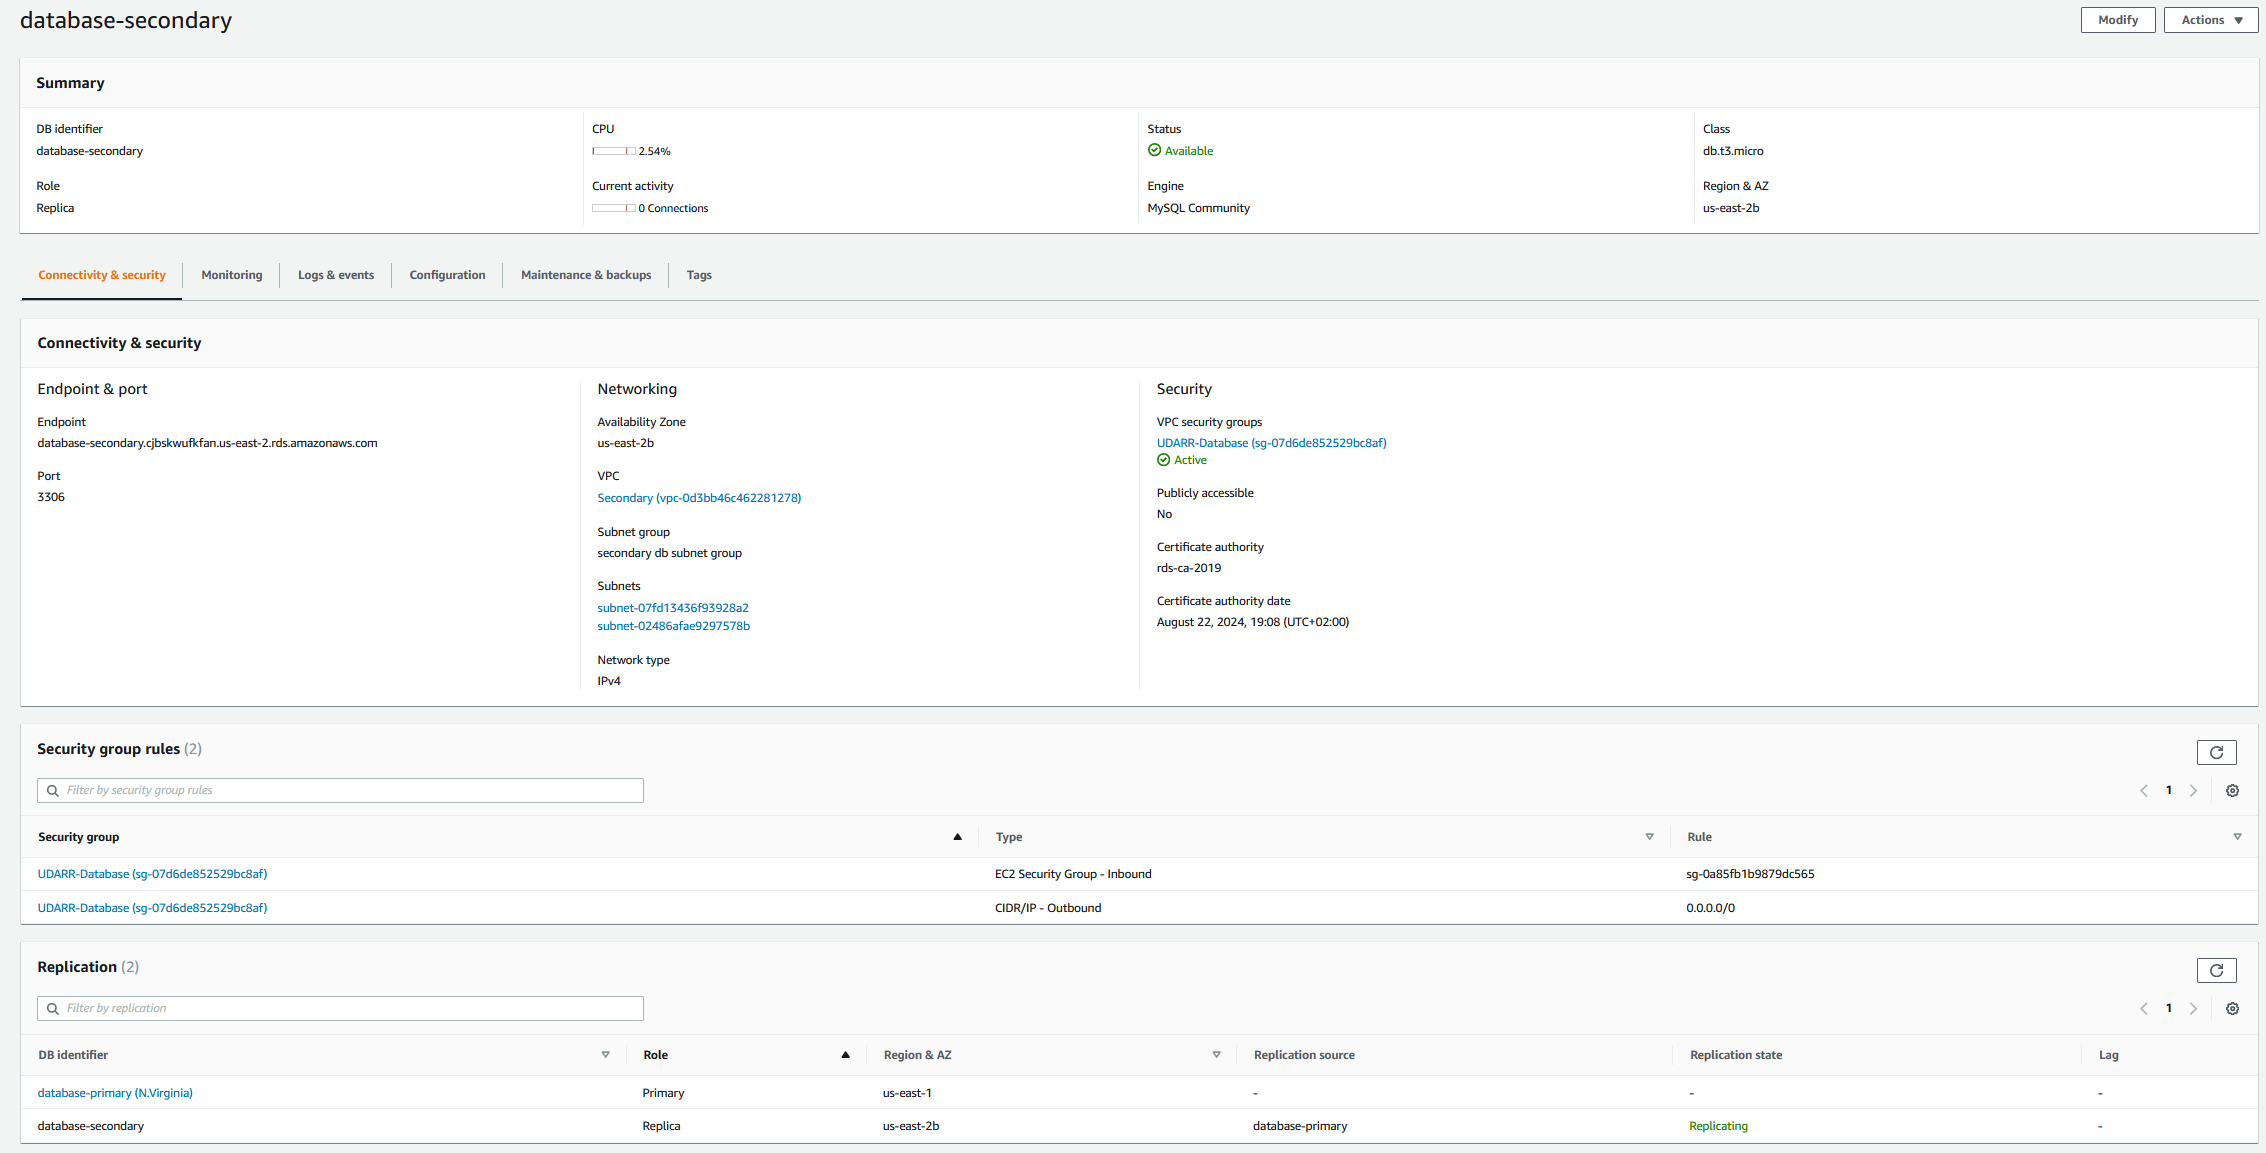 database-secondary
Modify
Actions
Summary
DB identifier
database-secondary
CPU
2.54%
Status
Available
Class
db.t3.micro
Role
Replica
Current activity
0 Connections
Engine
MySQL Community
Region & AZ
us-east-2b
Connectivity & security
Monitoring
Logs & events
Configuration
Maintenance & backups
Tags
Connectivity & security
Endpoint & port
Endpoint
database-secondary.cjbskwufkfan.us-east-2.rds.amazonaws.com
Port
3306
Networking
Availability Zone
us-east-2b
VPC
Secondary (vpc-0d3bb46c462281278)
Subnet group
secondary db subnet group
Subnets
subnet-07fd13436f93928a2
subnet-02486afae9297578b
Network type
IPv4
Security
VPC security groups
UDARR-Database (sg-07d6de852529bc8af)
Active
Publicly accessible
No
Certificate authority
rds-ca-2019
Certificate authority date
August 22, 2024, 19:08 (UTC+02:00)
Security group rules (2)
Filter by security group rules
1
Security group Type Rule
UDARR-Database (sg-07d6de852529bc8af) EC2 Security Group - Inbound sg-0a85fb1b9879dc565
UDARR-Database (sg-07d6de852529bc8af) CIDR/IP - Outbound 0.0.0.0/0
Replication (2)
Filter by replication
1
DB identifier Role Region & AZ Replication source Replication state Lag
database-primary (N.Virginia) Primary us-east-1 - - -
database-secondary Replica us-east-2b database-primary Replicating -